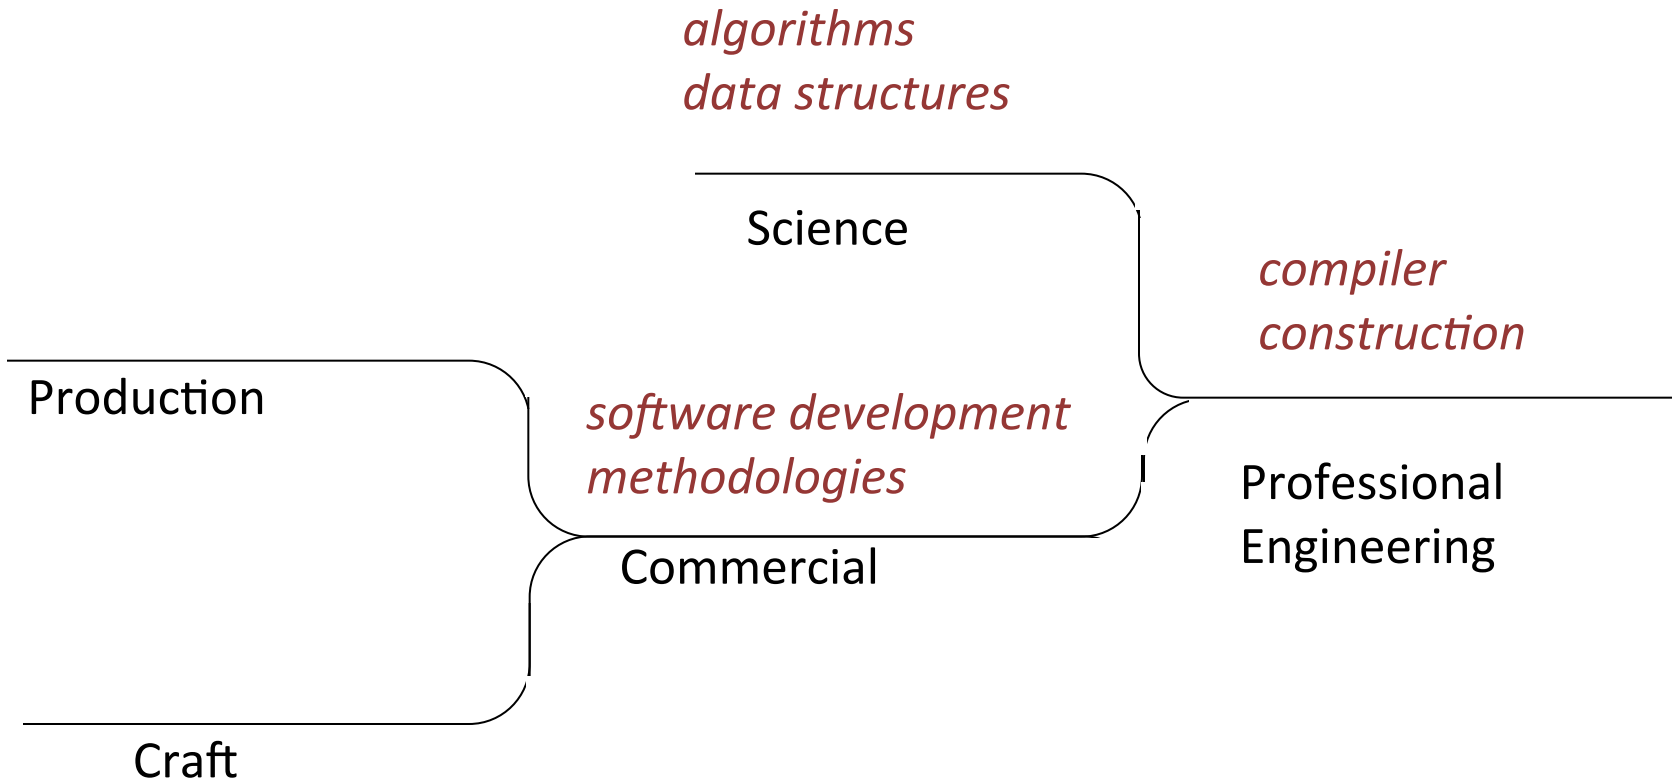 algorithms
data structures
Science
compiler
construction
Production
software development
methodologies
Professional
Engineering
Commercial
Craft